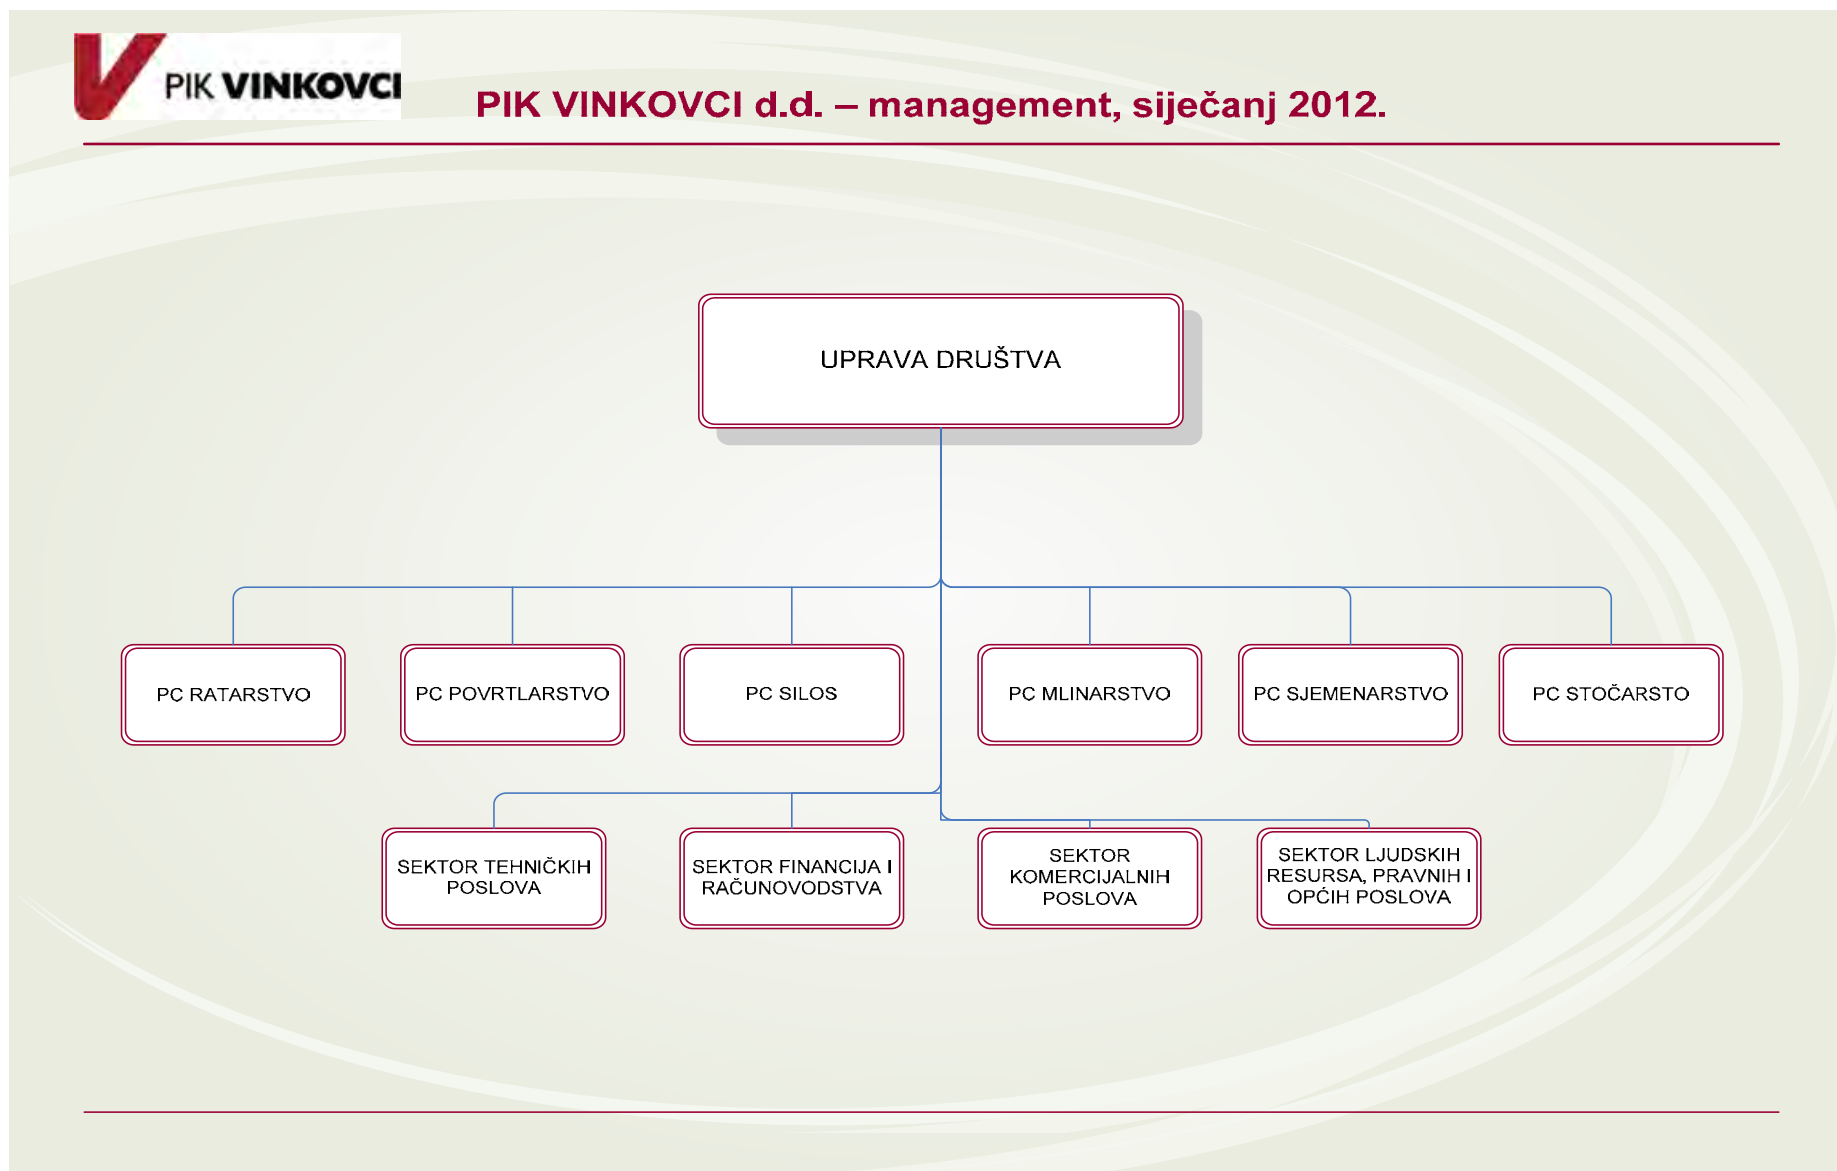 PIK VINKOVCI
PIK VINKOVCI d.d. – management, siječanj 2012.
UPRAVA DRUŠTVA
PC RATARSTVO
PC POVRTLARSTVO
PC SILOS
PC MLINARSTVO
PC SJEMENARSTVO
PC STOČARSTO
SEKTOR TEHNIČKIH
POSLOVA
SEKTOR FINANCIJA I
RAČUNOVODSTVA
SEKTOR
KOMERCIJALNIH
POSLOVA
SEKTOR LJUDSKIH
RESURSA, PRAVNIH I
OPĆIH POSLOVA